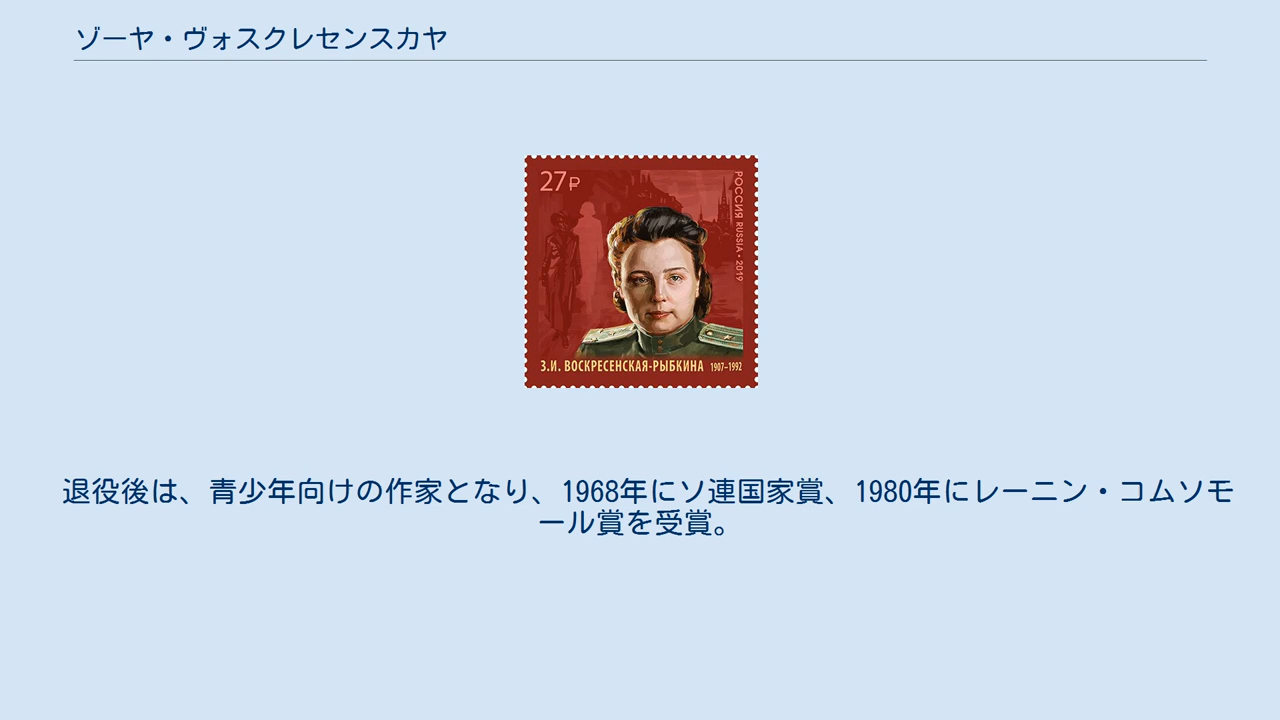 ゾーヤ・ヴォスクレセンスカヤ
27₽
РОССИЯ RUSSIA • 2019
З.И. ВОСКРЕСЕНСКАЯ-РЫБКИНА 1907–1992
退役後は、青少年向けの作家となり、1968年にソ連国家賞、1980年にレーニン・コムソモ
ール賞を受賞。